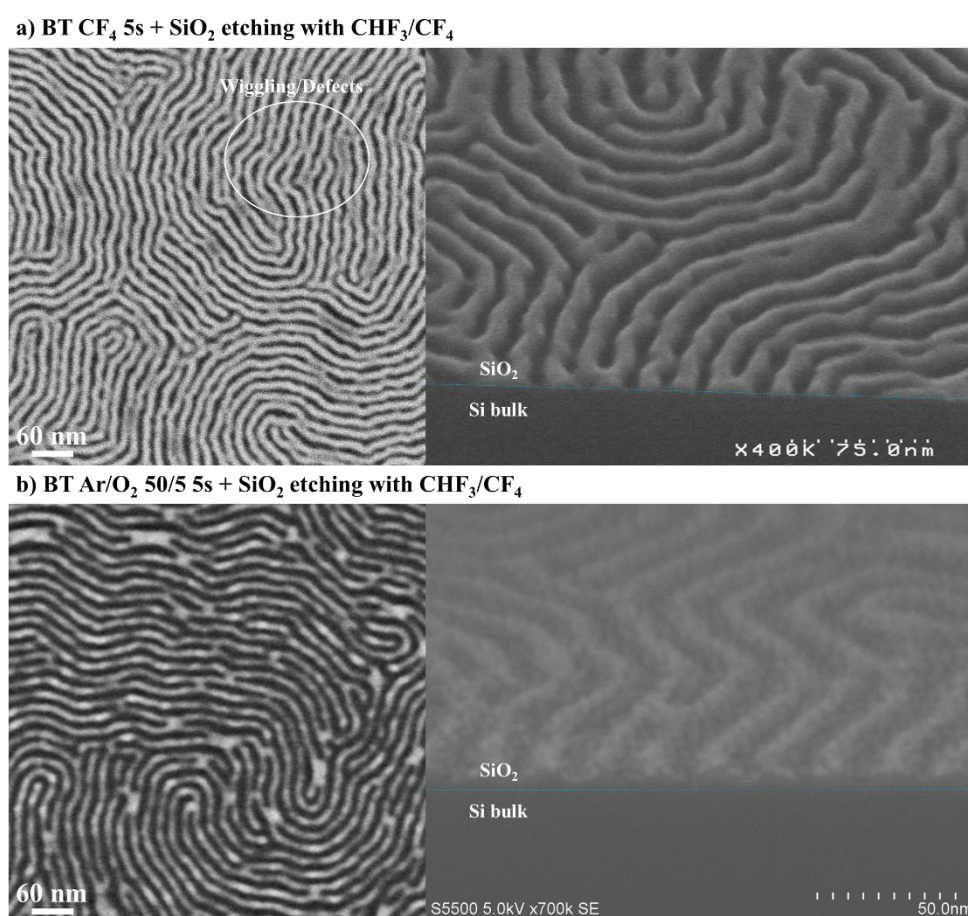 a) BT CF₄ 5s + SiO₂ etching with CHF₃/CF₄
Wiggling/Defects
SiO₂
Si bulk
60 nm
X400K 75.0nm
b) BT Ar/O₂ 50/5 5s + SiO₂ etching with CHF₃/CF₄
SiO₂
Si bulk
60 nm
S5500 5.0kV x700k SE
50.0nm